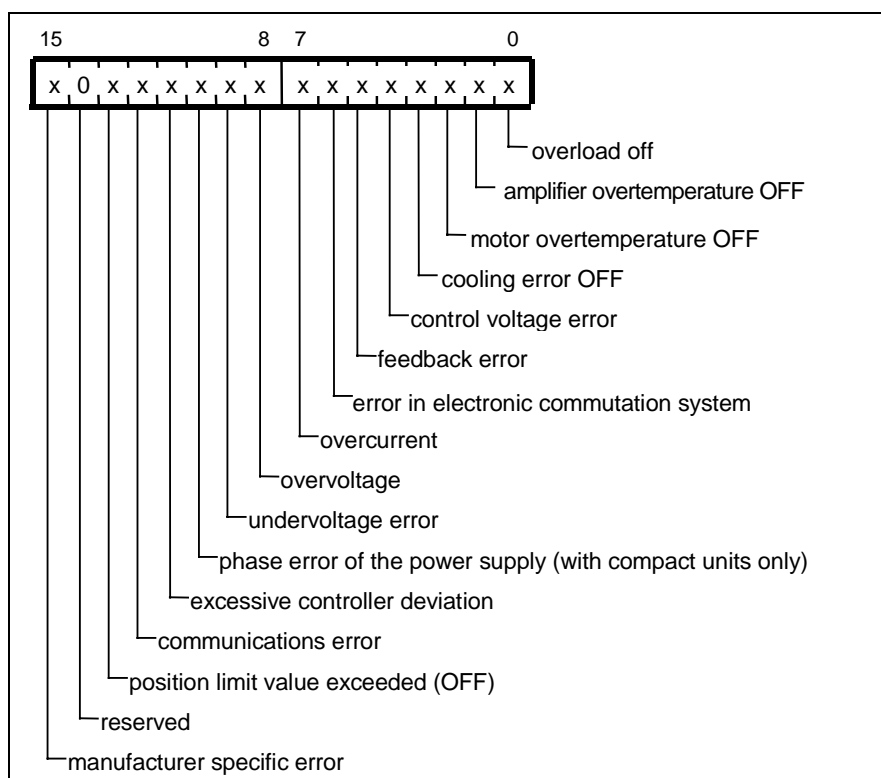 15 8 7 0
x 0 x x x x x x x x x x x x x x
overload off
amplifier overtemperature OFF
motor overtemperature OFF
cooling error OFF
control voltage error
feedback error
error in electronic commutation system
overcurrent
overvoltage
undervoltage error
phase error of the power supply (with compact units only)
excessive controller deviation
communications error
position limit value exceeded (OFF)
reserved
manufacturer specific error